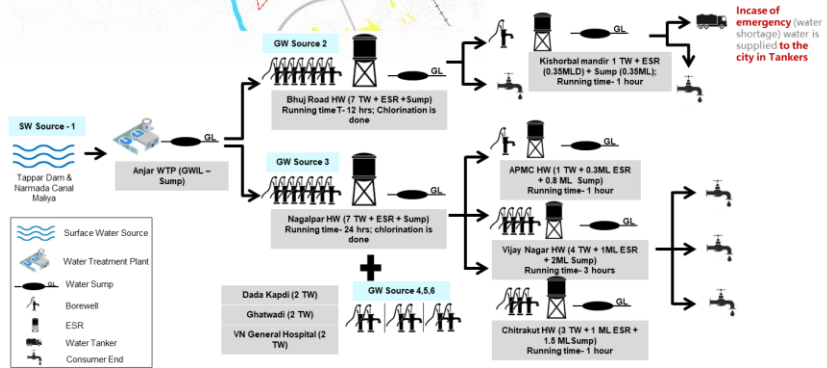 Incase of
emergency (water
shortage) water is
supplied to the
city in Tankers
GW Source 2
GL
Bhuj Road HW (7 TW + ESR +Sump)
Running timeT- 12 hrs; Chlorination is
done
GL
Kishorbal mandir 1 TW + ESR
(0.35MLD) + Sump (0.35ML);
Running time- 1 hour
SW Source - 1
Tappar Dam &
Narmada Canal
Maliya
GL
Anjar WTP (GWIL –
Sump)
GW Source 3
GL
Nagalpar HW (7 TW + ESR + Sump)
Running time- 24 hrs; chlorination is
done
GL
APMC HW (1 TW + 0.3ML ESR
+ 0.8 ML Sump)
Running time- 1 hour
GL
Vijay Nagar HW (4 TW + 1ML ESR
+ 2ML Sump)
Running time- 3 hours
GL
Chitrakut HW (3 TW + 1 ML ESR +
1.5 MLSump)
Running time- 1 hour
Dada Kapdi (2 TW)
Ghatwadi (2 TW)
VN General Hospital (2
TW)
GW Source 4,5,6
Surface Water Source
Water Treatment Plant
GL
Water Sump
Borewell
ESR
Water Tanker
Consumer End